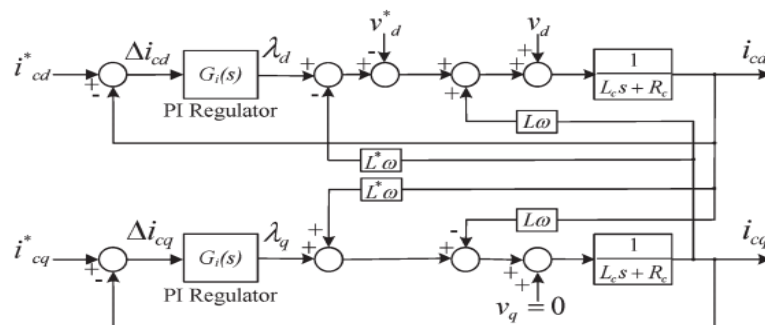 v*d
vd
i*cd
Δicd
Gi(s)
λd
1
Lcs + Rc
icd
PI Regulator
Lω
L*ω
L*ω
i*cq
Δicq
Gi(s)
λq
Lω
1
Lcs + Rc
icq
PI Regulator
vq = 0